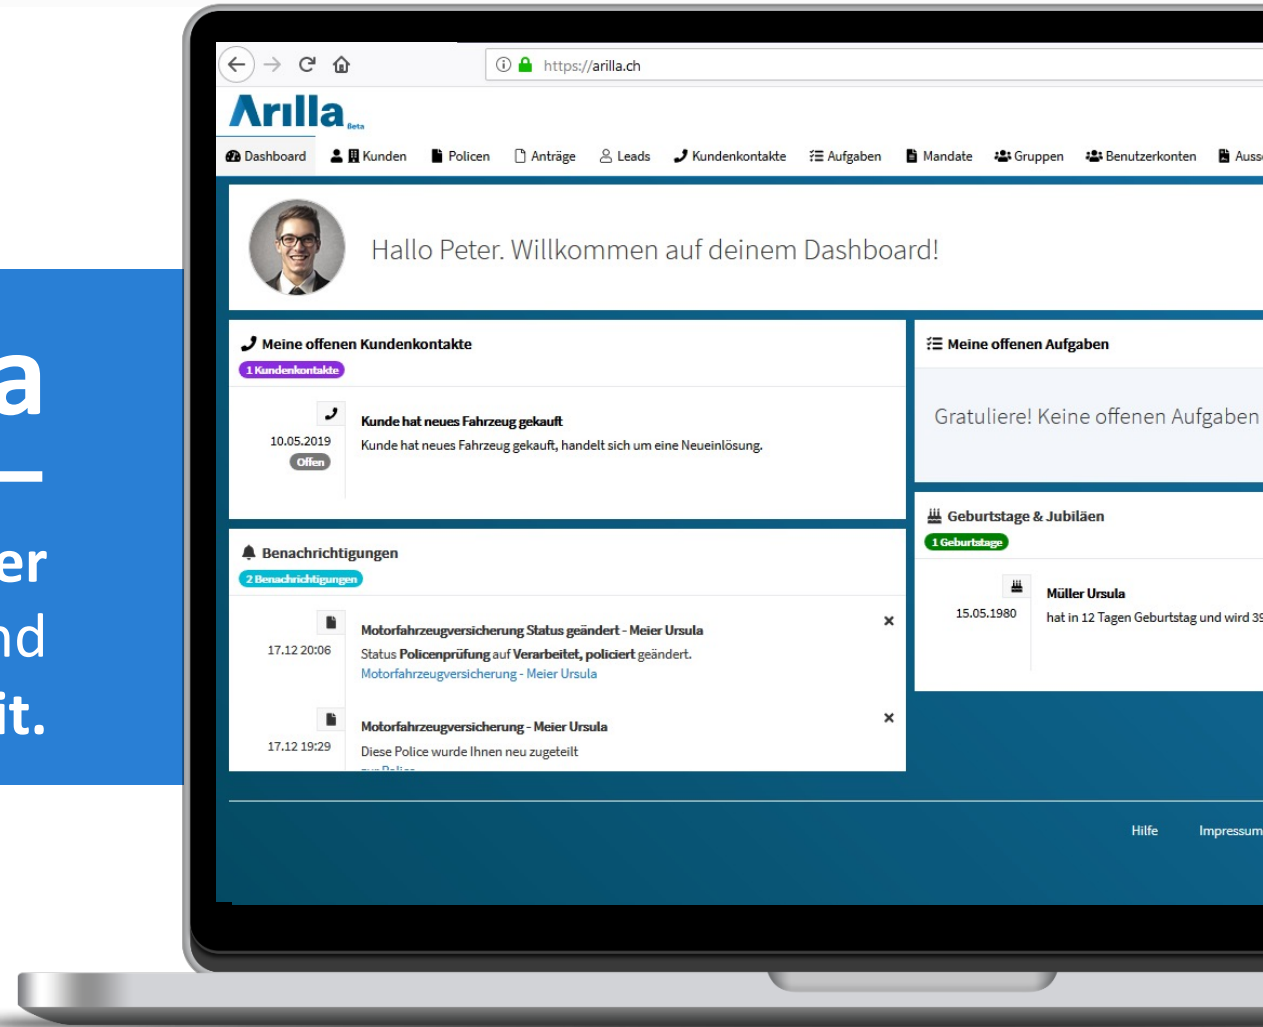 https://arilla.ch
Arilla
Beta
Dashboard Kunden Policen Anträge Leads Kundenkontakte Aufgaben Mandate Gruppen Benutzerkonten
Hallo Peter. Willkommen auf deinem Dashboard!
Meine offenen Kundenkontakte
1 Kundenkontakte
Kunde hat neues Fahrzeug gekauft
10.05.2019
Kunde hat neues Fahrzeug gekauft, handelt sich um eine Neueinlösung.
Offen
Meine offenen Aufgaben
Gratuliere! Keine offenen Aufgaben
Benachrichtigungen
2 Benachrichtigungen
Motorfahrzeugversicherung Status geändert - Meier Ursula
17.12 20:06
Status Policenprüfung auf Verarbeitet, policiert geändert.
Motorfahrzeugversicherung - Meier Ursula
Motorfahrzeugversicherung - Meier Ursula
17.12 19:29
Diese Police wurde Ihnen neu zugeteilt
Geburtstage & Jubiläen
1 Geburtstage
Müller Ursula
15.05.1980
hat in 12 Tagen Geburtstag und wird 39
Hilfe Impressum
a
er
nd
it.